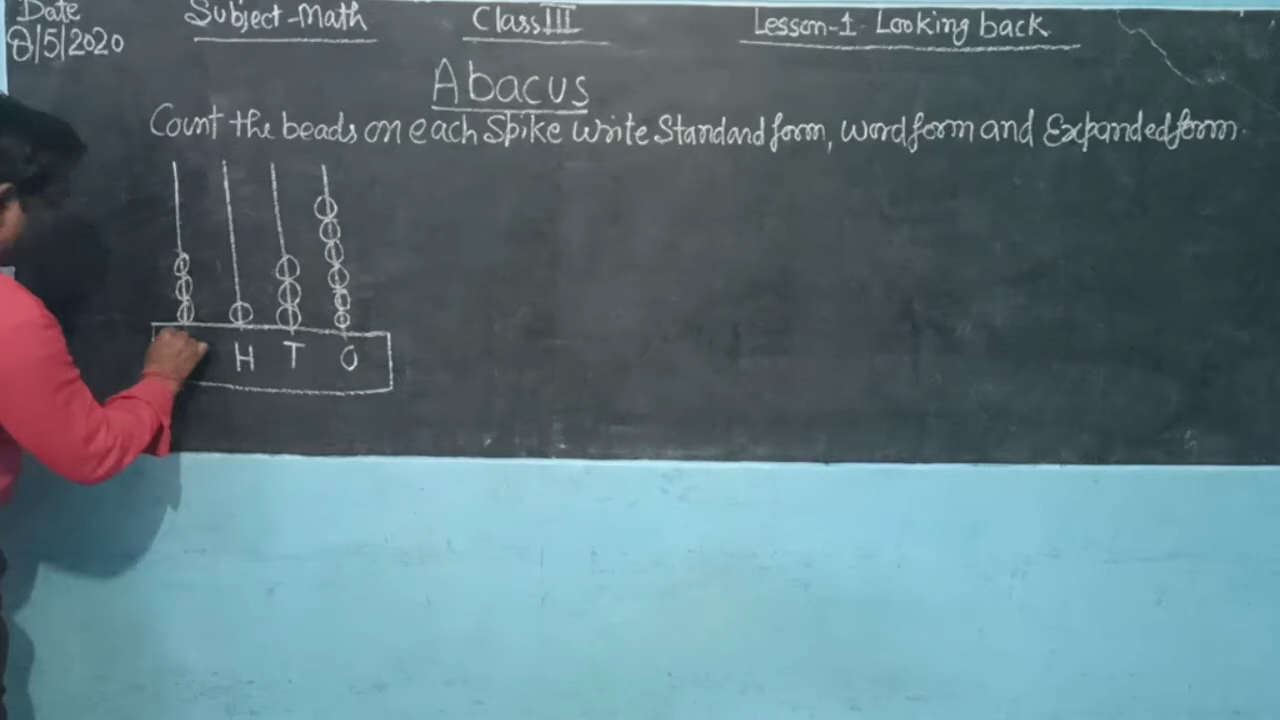 Date
8/5/2020
Subject-Math
Class III
Lesson-1 Looking back
Abacus
Count the beads on each Spike Write Standard form, word form and Expanded form.
H T O